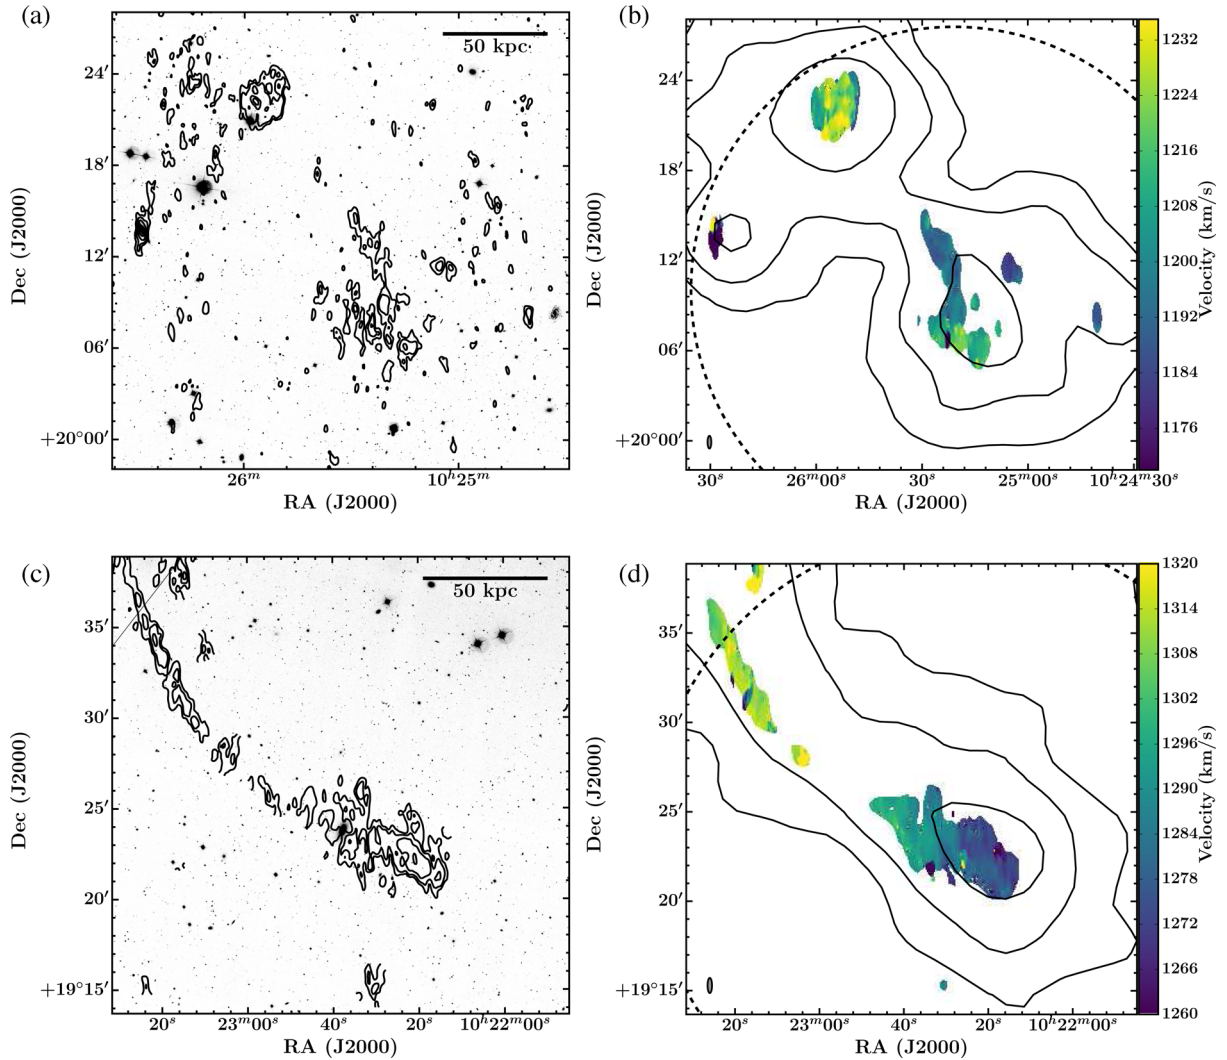 (a)
50 kpc
24′
18′
12′
06′
+20°00′
Dec (J2000)
26ᵐ
10ʰ25ᵐ
RA (J2000)
(b)
24′
18′
12′
06′
+20°00′
Dec (J2000)
30ˢ
26ᵐ00ˢ
30ˢ
25ᵐ00ˢ
10ʰ24ᵐ30ˢ
RA (J2000)
1232
1224
1216
1208
1200
1192
1184
1176
Velocity (km/s)
(c)
50 kpc
35′
30′
25′
20′
+19°15′
Dec (J2000)
20ˢ
23ᵐ00ˢ
40ˢ
20ˢ
10ʰ22ᵐ00ˢ
RA (J2000)
(d)
35′
30′
25′
20′
+19°15′
Dec (J2000)
20ˢ
23ᵐ00ˢ
40ˢ
20ˢ
10ʰ22ᵐ00ˢ
RA (J2000)
1320
1314
1308
1302
1296
1290
1284
1278
1272
1266
1260
Velocity (km/s)